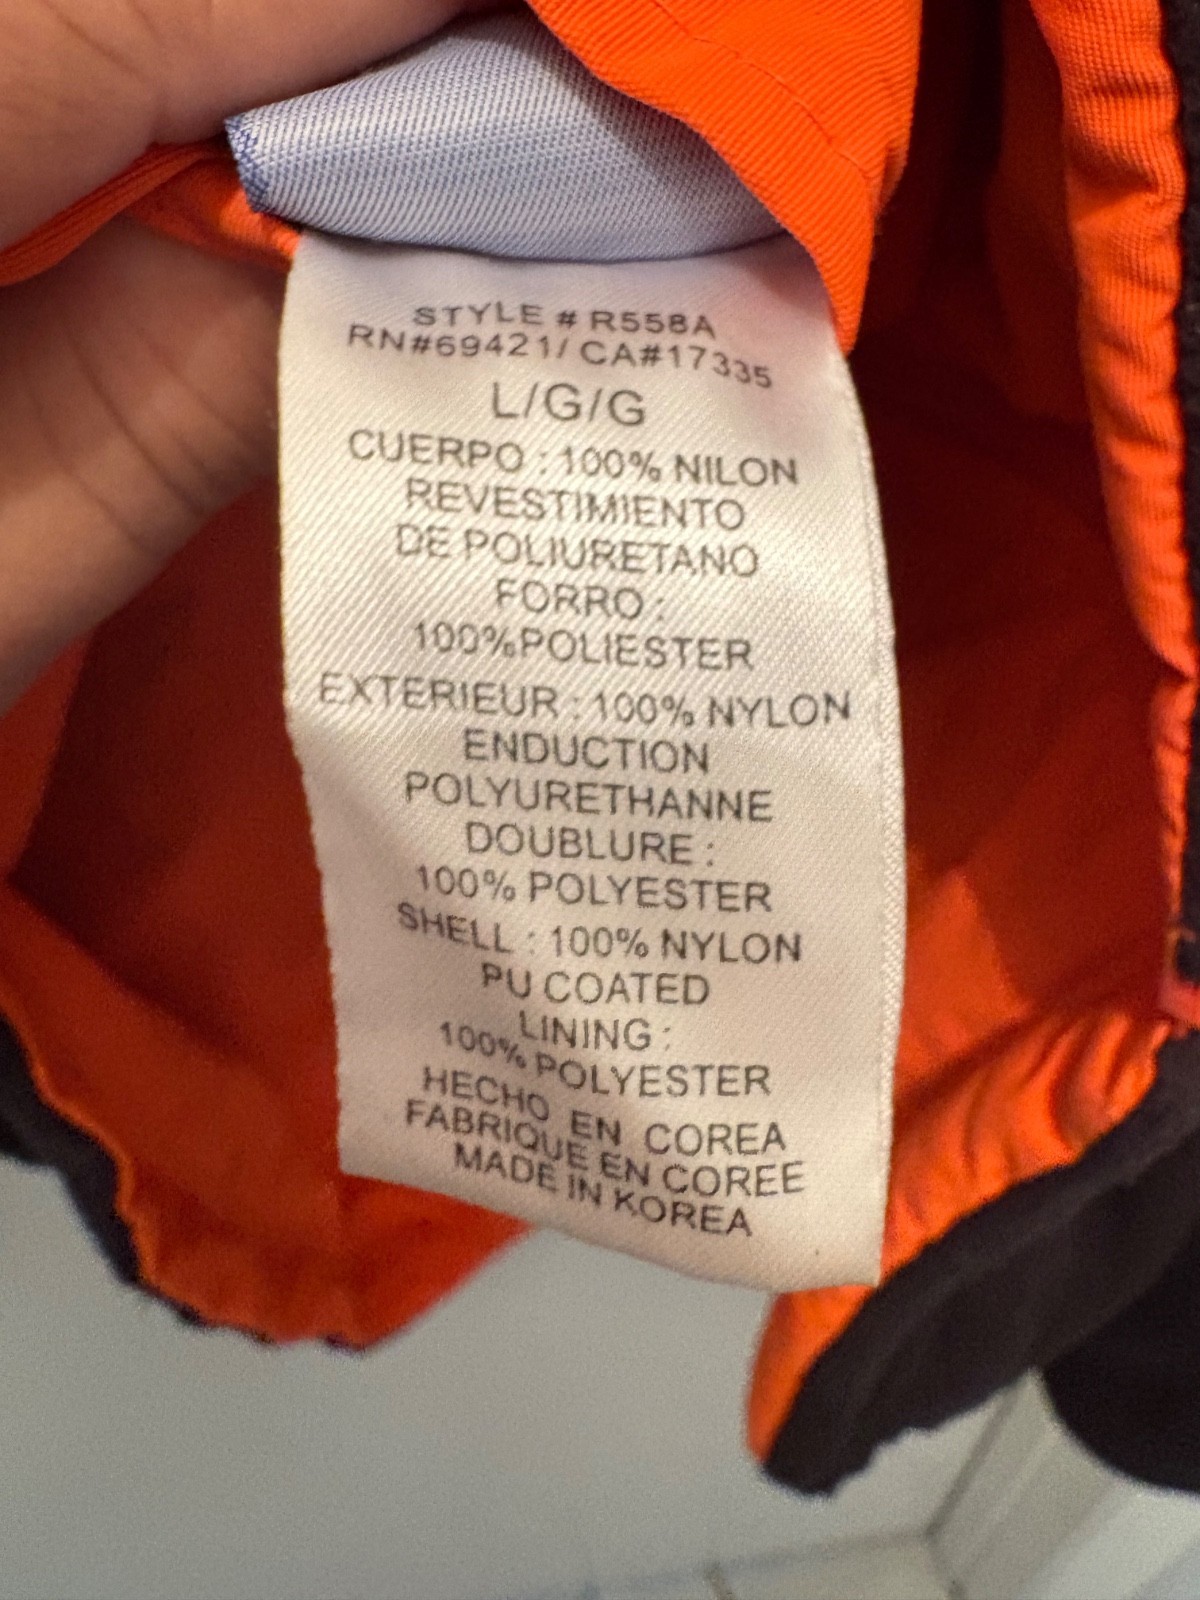 STYLE # R558A
RN#69421/ CA#17335
L/G/G
CUERPO : 100% NILON
REVESTIMIENTO
DE POLIURETANO
FORRO :
100%POLIESTER
EXTERIEUR : 100% NYLON
ENDUCTION
POLYURETHANNE
DOUBLURE :
100% POLYESTER
SHELL : 100% NYLON
PU COATED
LINING :
100% POLYESTER
HECHO EN COREA
FABRIQUE EN COREE
MADE IN KOREA